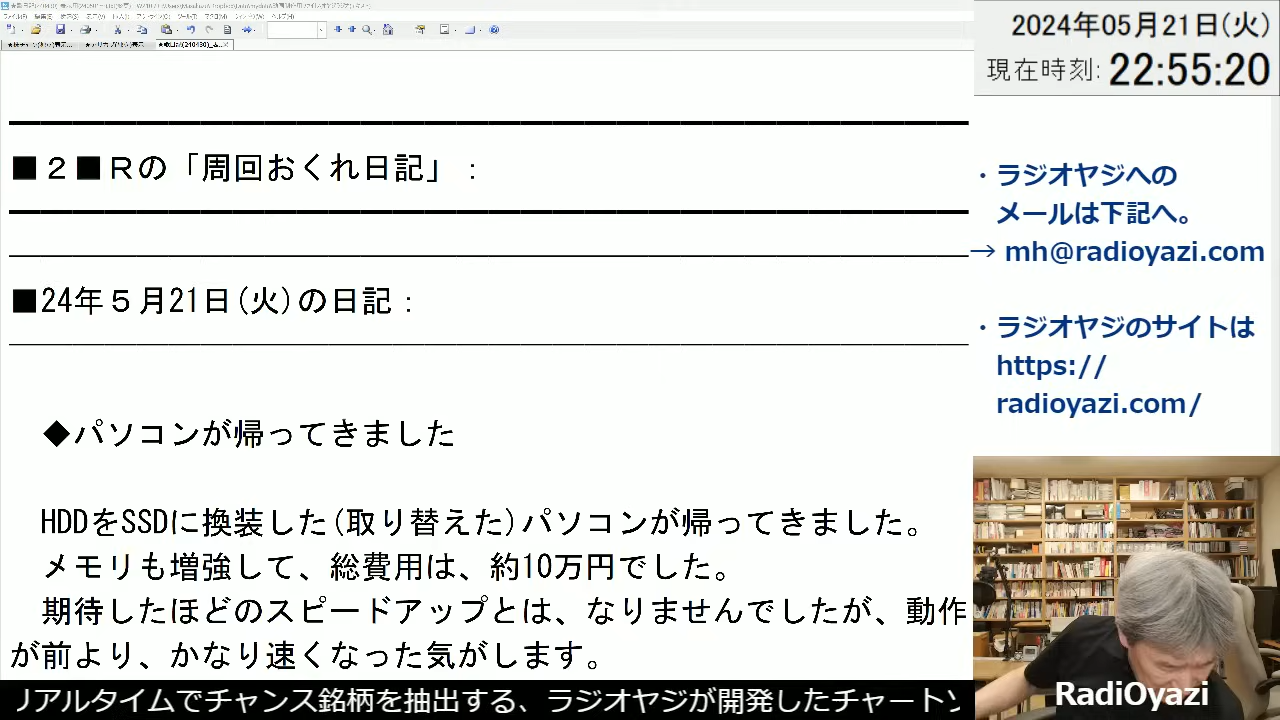 2024年05月21日(火)
現在時刻: 22:55:20
■２■Ｒの「周回おくれ日記」：
■24年５月21日(火)の日記：
◆パソコンが帰ってきました
HDDをSSDに換装した(取り替えた)パソコンが帰ってきました。
メモリも増強して、総費用は、約10万円でした。
期待したほどのスピードアップとは、なりませんでしたが、動作
が前より、かなり速くなった気がします。
・ラジオヤジへの
メールは下記へ。
→ mh@radioyazi.com
・ラジオヤジのサイトは
https://
radioyazi.com/
RadiOyazi
リアルタイムでチャンス銘柄を抽出する、ラジオヤジが開発したチャートソ